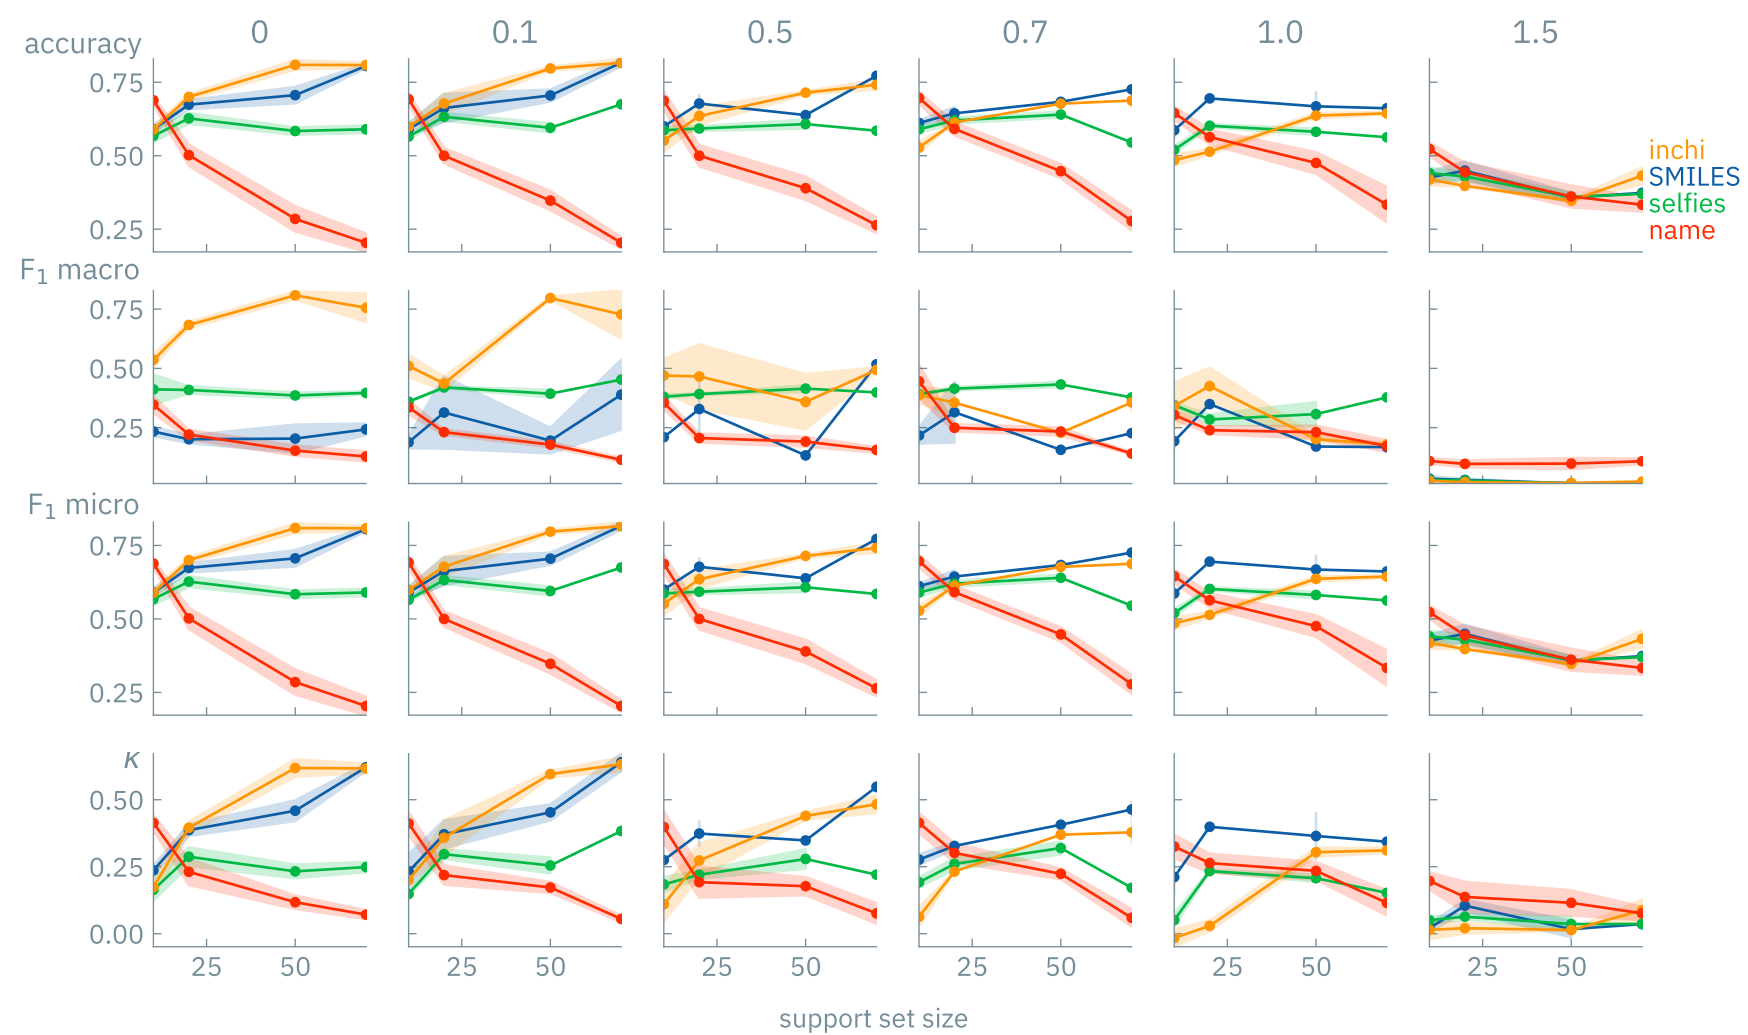 0 0.1 0.5 0.7 1.0 1.5
accuracy
0.75
0.50
0.25
inchi
SMILES
selfies
name
F1 macro
0.75
0.50
0.25
F1 micro
0.75
0.50
0.25
κ
0.50
0.25
0.00
25 50 25 50 25 50 25 50 25 50 25 50
support set size